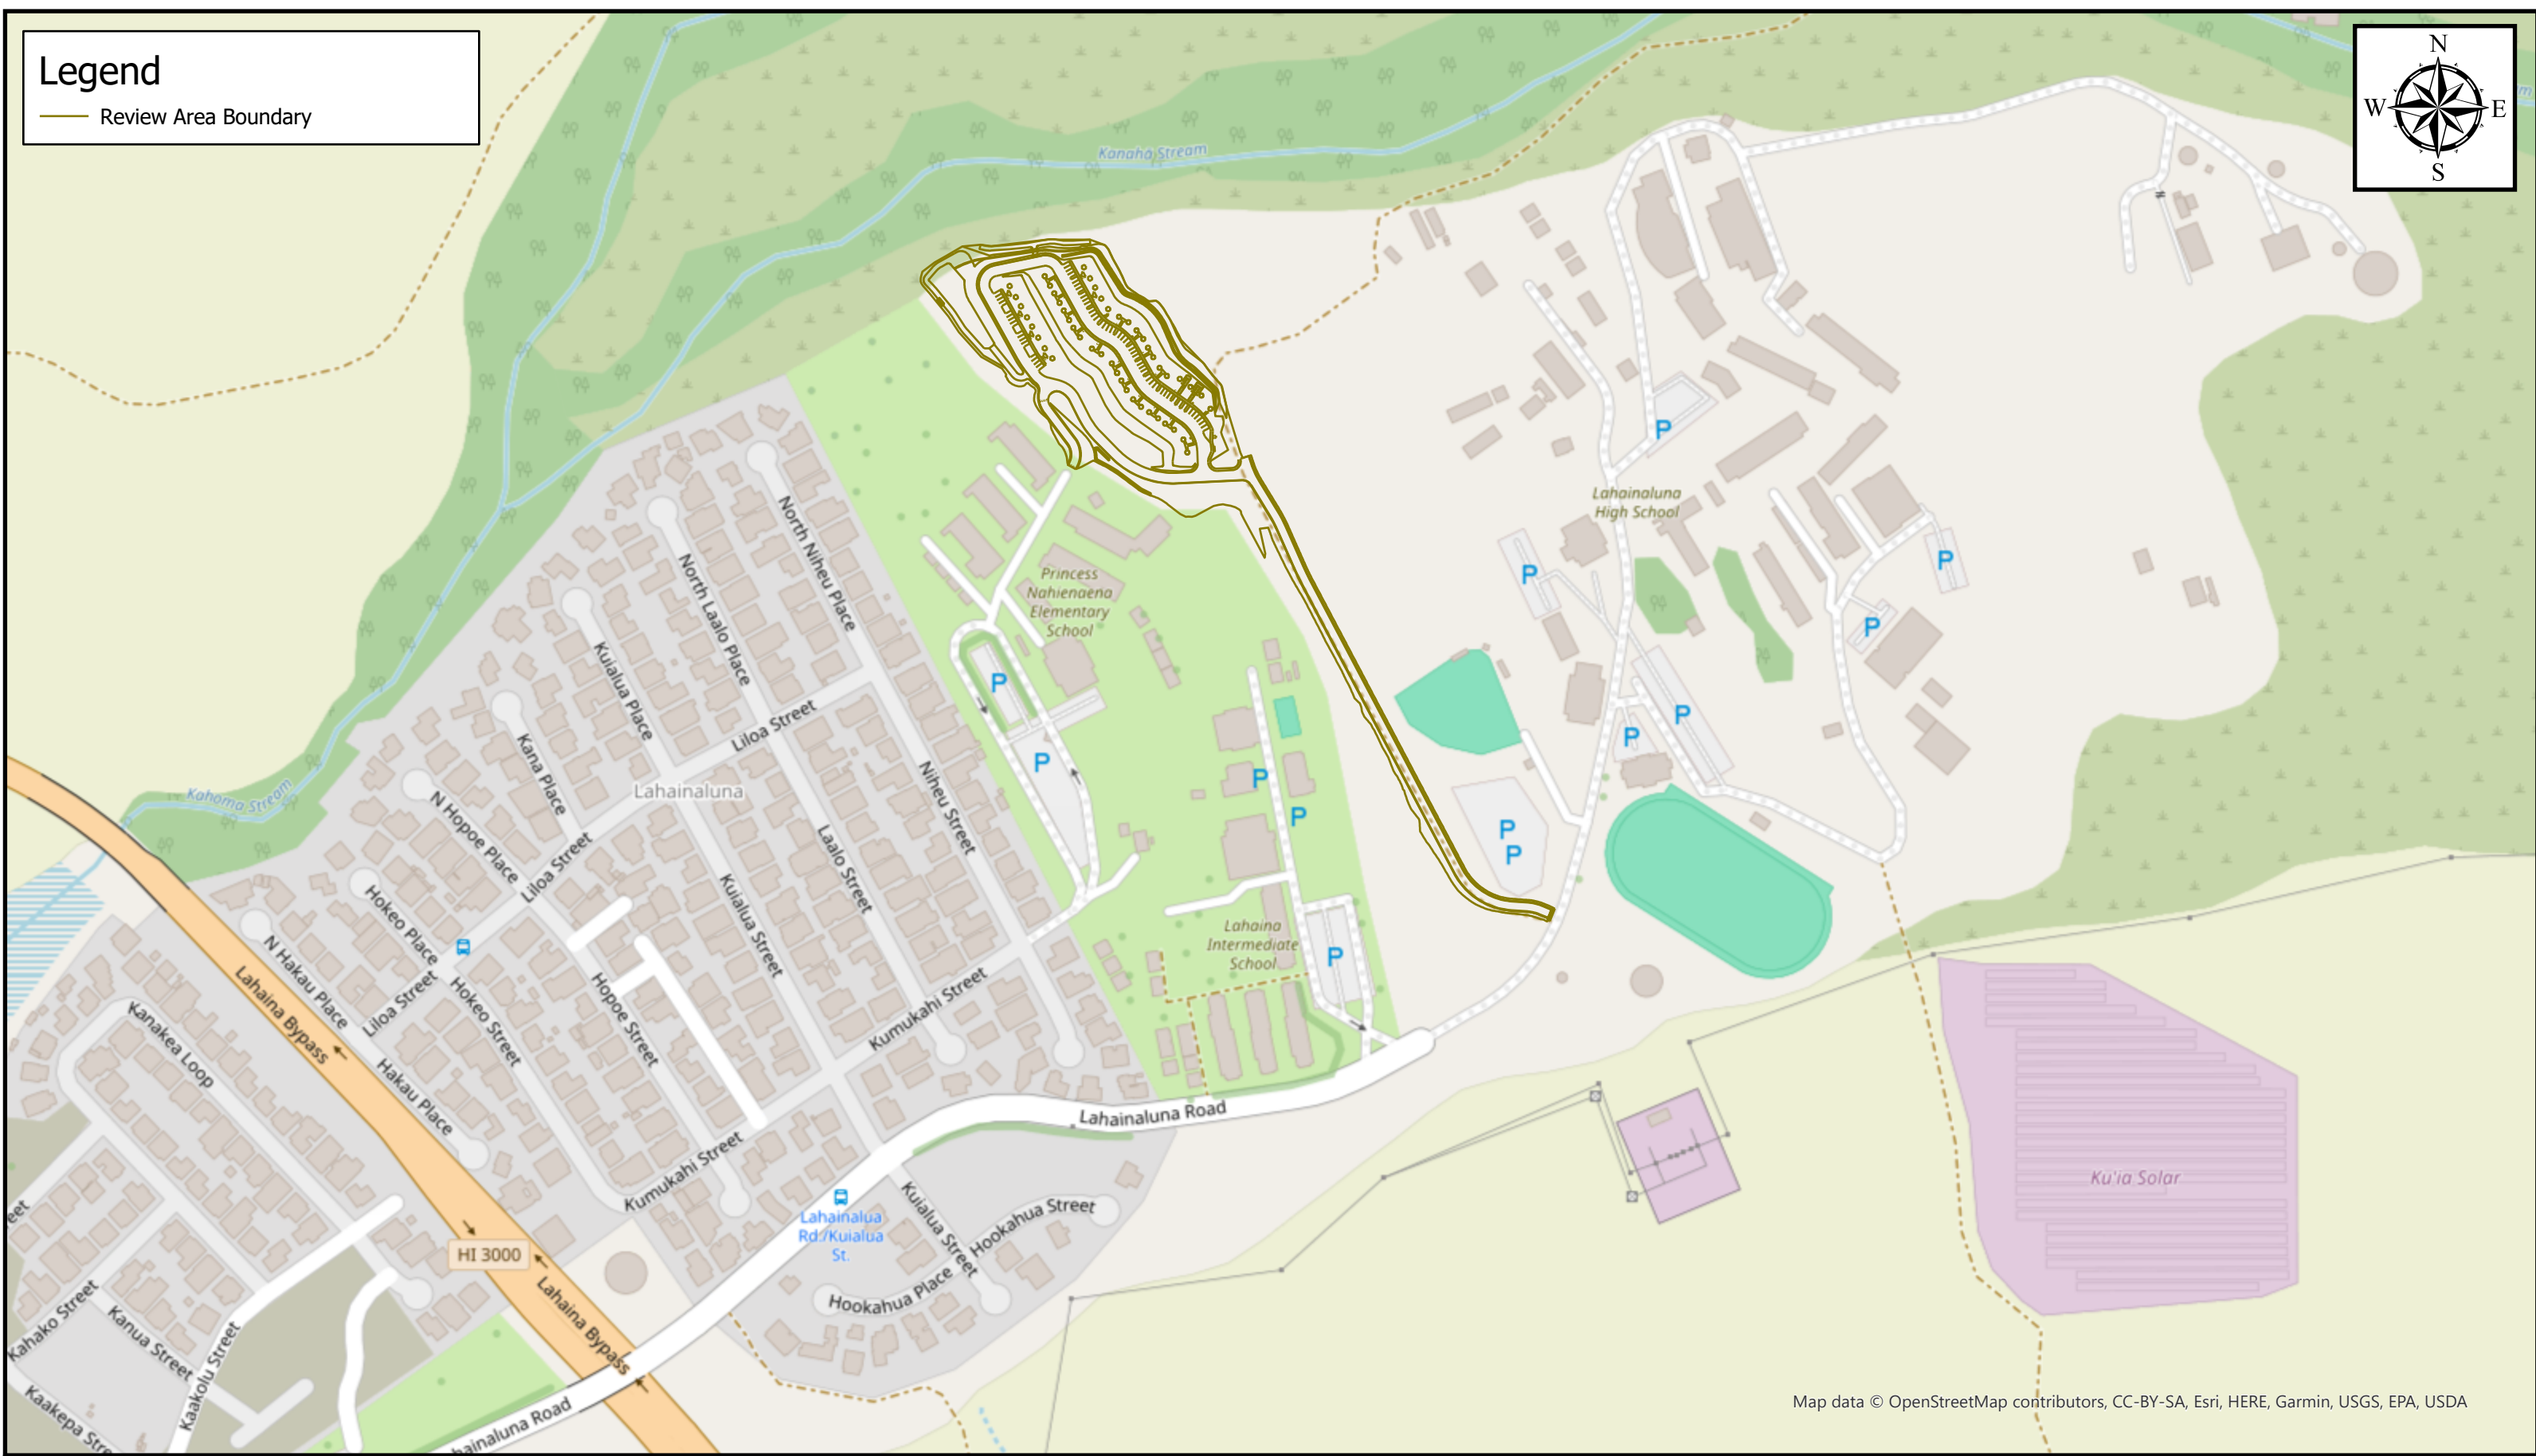 Legend
Review Area Boundary
N
W
E
S
Kanahā Stream
Kahoma Stream
Lahainaluna
High School
Princess
Nahienaena
Elementary
School
Lahaina
Intermediate
School
Lahainaluna
North Niheu Place
North Laalo Place
Kuialua Place
Kana Place
N Hopoe Place
Hokeo Place
N Hakau Place
Liloa Street
Liloa Street
Liloa Street
Niheu Street
Laalo Street
Kuialua Street
Hopoe Street
Hokeo Street
Hakau Place
Kanakea Loop
Lahaina Bypass
Kumukahi Street
Kumukahi Street
Lahainaluna Road
Lahainalua
Rd./Kuialua
St.
Kuialua Street
Hookahua Street
Hookahua Place
HI 3000
Lahaina Bypass
Kahako Street
Kanua Street
Kaakolu Street
Kaakepa Stre
eet
hainaluna Road
Ku'ia Solar
P
P
P
P
P
P
P
P
P
P
P
P
P
Map data © OpenStreetMap contributors, CC-BY-SA, Esri, HERE, Garmin, USGS, EPA, USDA